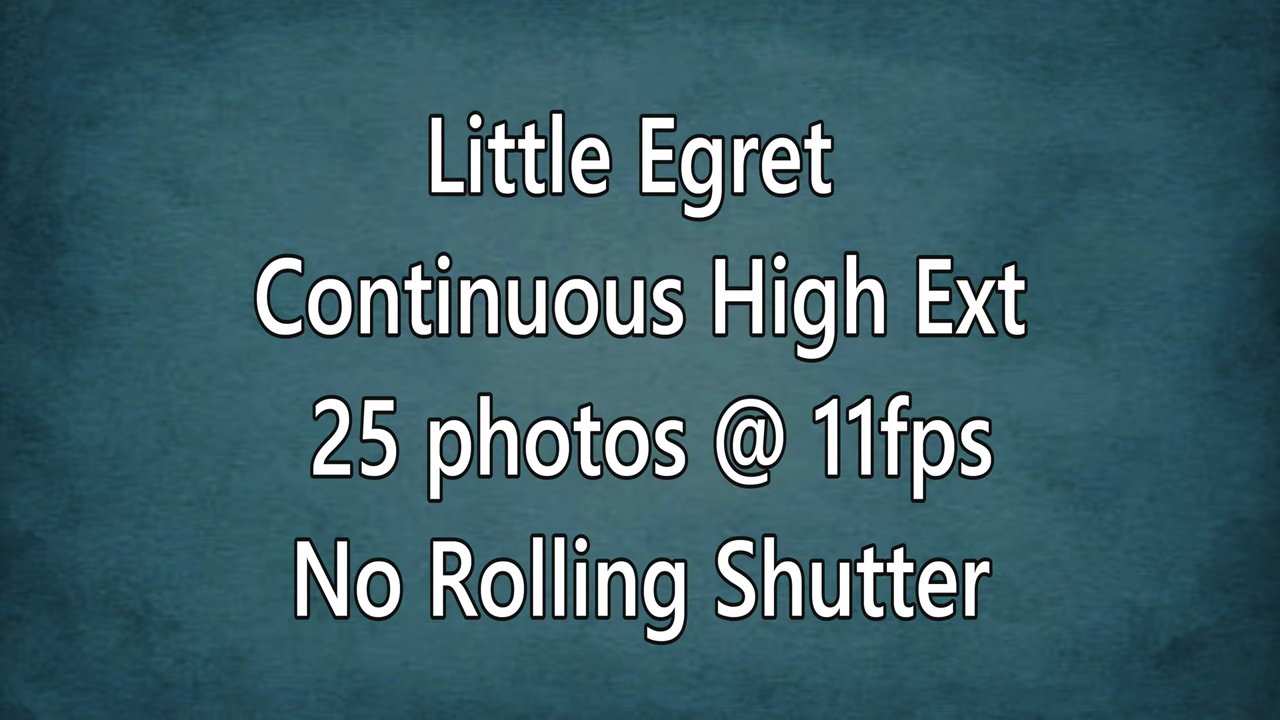 Little Egret
Continuous High Ext
25 photos @ 11fps
No Rolling Shutter